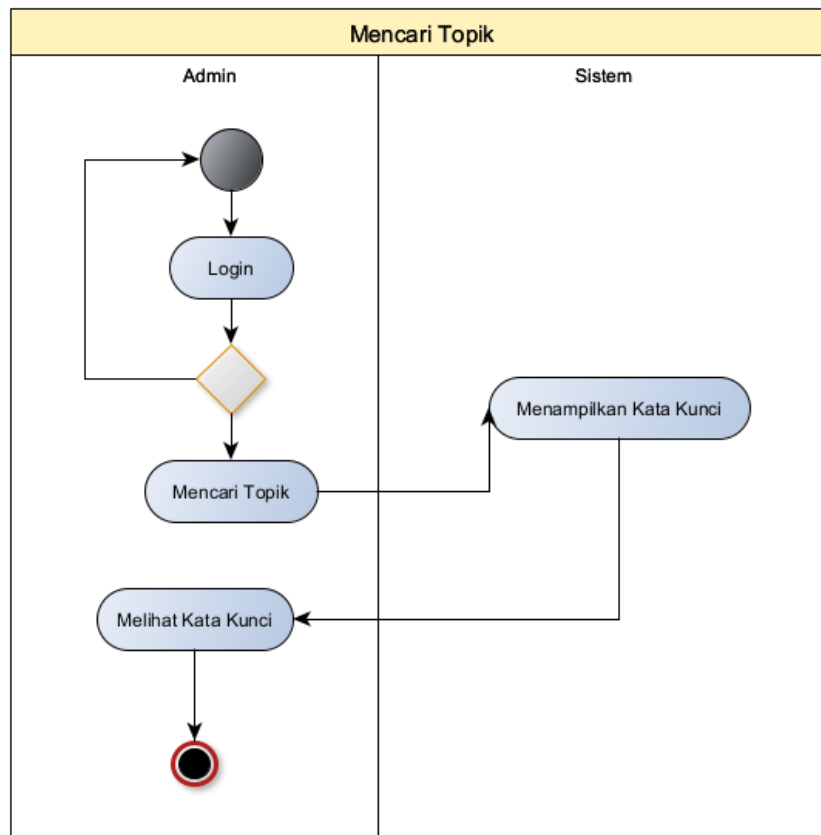 Mencari Topik
Admin
Sistem
Login
Menampilkan Kata Kunci
Mencari Topik
Melihat Kata Kunci